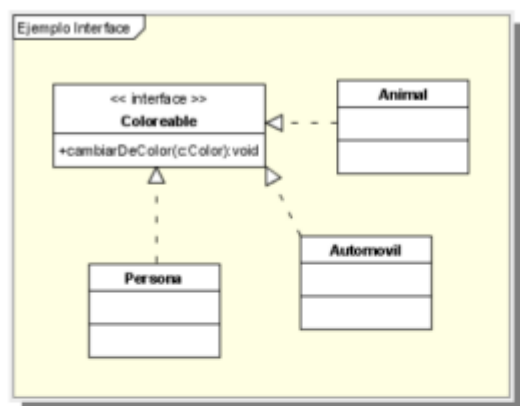 Ejemplo Interface
<< interface >>
Coloreable
+cambiarDeColor(c:Color):void
Animal
Automovil
Persona